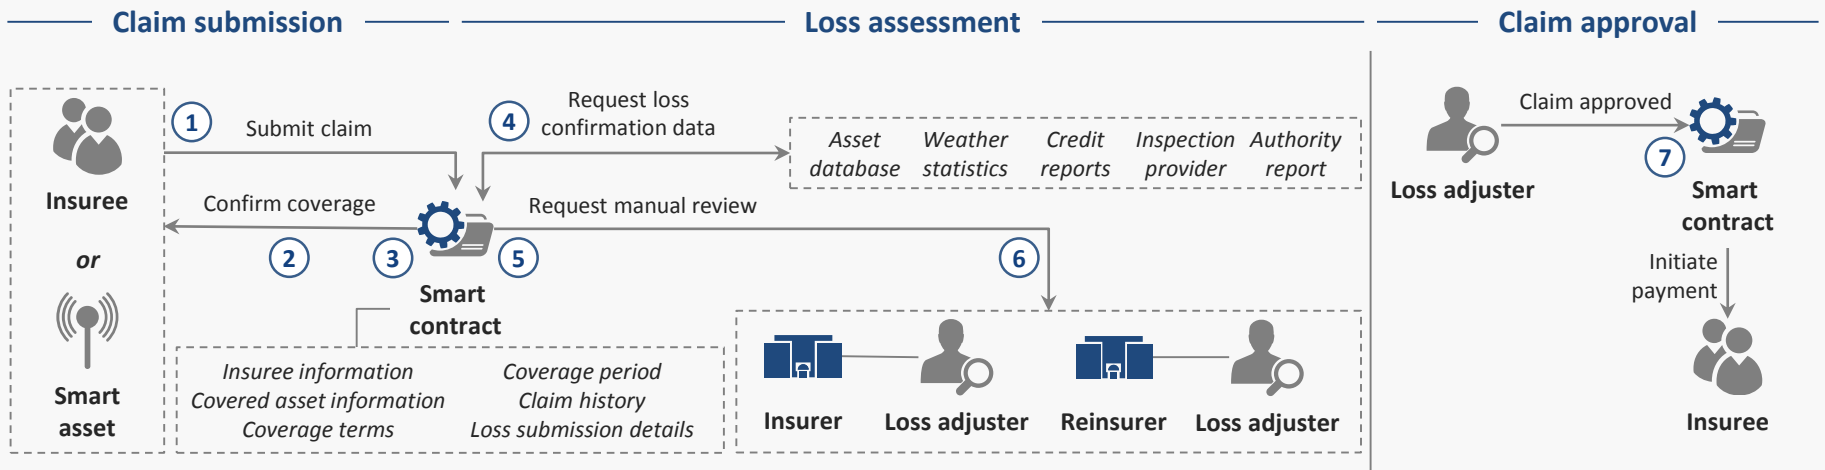 Claim submission
Loss assessment
Claim approval
1
Submit claim
4
Request loss
confirmation data
Asset
database
Weather
statistics
Credit
reports
Inspection
provider
Authority
report
Claim approved
7
Loss adjuster
Smart
contract
Initiate
payment
Insuree
Insuree
or
Smart
asset
Confirm coverage
2
3
5
Request manual review
6
Smart
contract
Insuree information
Covered asset information
Coverage terms
Coverage period
Claim history
Loss submission details
Insurer
Loss adjuster
Reinsurer
Loss adjuster